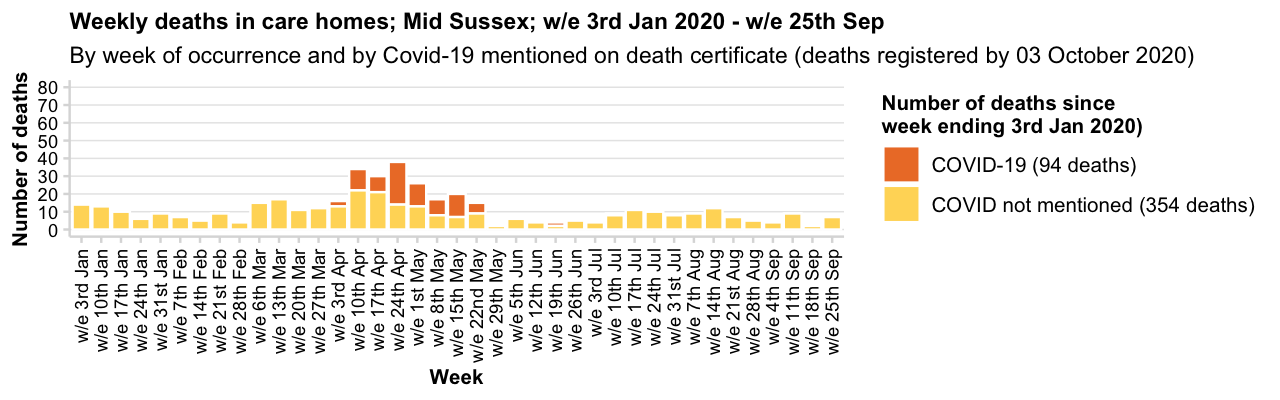 Weekly deaths in care homes; Mid Sussex; w/e 3rd Jan 2020 - w/e 25th Sep
By week of occurrence and by Covid-19 mentioned on death certificate (deaths registered by 03 October 2020)
Number of deaths
80
70
60
50
40
30
20
10
0
w/e 3rd Jan
w/e 10th Jan
w/e 17th Jan
w/e 24th Jan
w/e 31st Jan
w/e 7th Feb
w/e 14th Feb
w/e 21st Feb
w/e 28th Feb
w/e 6th Mar
w/e 13th Mar
w/e 20th Mar
w/e 27th Mar
w/e 3rd Apr
w/e 10th Apr
w/e 17th Apr
w/e 24th Apr
w/e 1st May
w/e 8th May
w/e 15th May
w/e 22nd May
w/e 29th May
w/e 5th Jun
w/e 12th Jun
w/e 19th Jun
w/e 26th Jun
w/e 3rd Jul
w/e 10th Jul
w/e 17th Jul
w/e 24th Jul
w/e 31st Jul
w/e 7th Aug
w/e 14th Aug
w/e 21st Aug
w/e 28th Aug
w/e 4th Sep
w/e 11th Sep
w/e 18th Sep
w/e 25th Sep
Week
Number of deaths since
week ending 3rd Jan 2020)
COVID-19 (94 deaths)
COVID not mentioned (354 deaths)